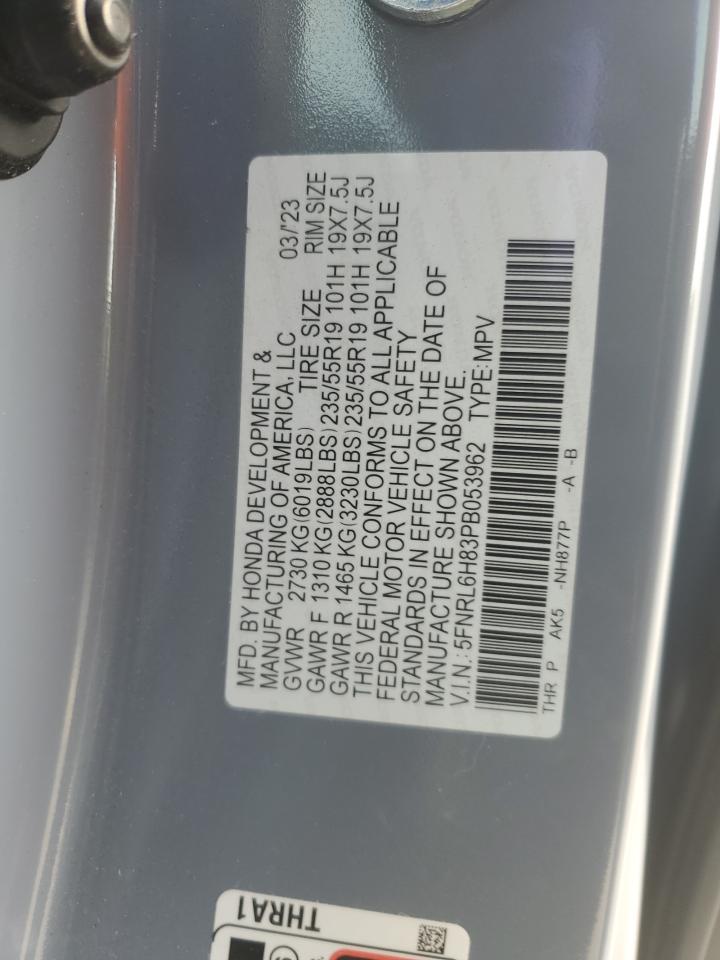 MFD. BY HONDA DEVELOPMENT &
MANUFACTURING OF AMERICA, LLC 03/'23
GVWR 2730 KG(6019LBS) TIRE SIZE RIM SIZE
GAWR F 1310 KG(2888LBS)235/55R19 101H 19X7.5J
GAWR R 1465 KG(3230LBS)235/55R19 101H 19X7.5J
THIS VEHICLE CONFORMS TO ALL APPLICABLE
FEDERAL MOTOR VEHICLE SAFETY
STANDARDS IN EFFECT ON THE DATE OF
MANUFACTURE SHOWN ABOVE.
V.I.N.:5FNRL6H83PB053962 TYPE:MPV
THR P AK5 -NH877P -A -B
THRA1